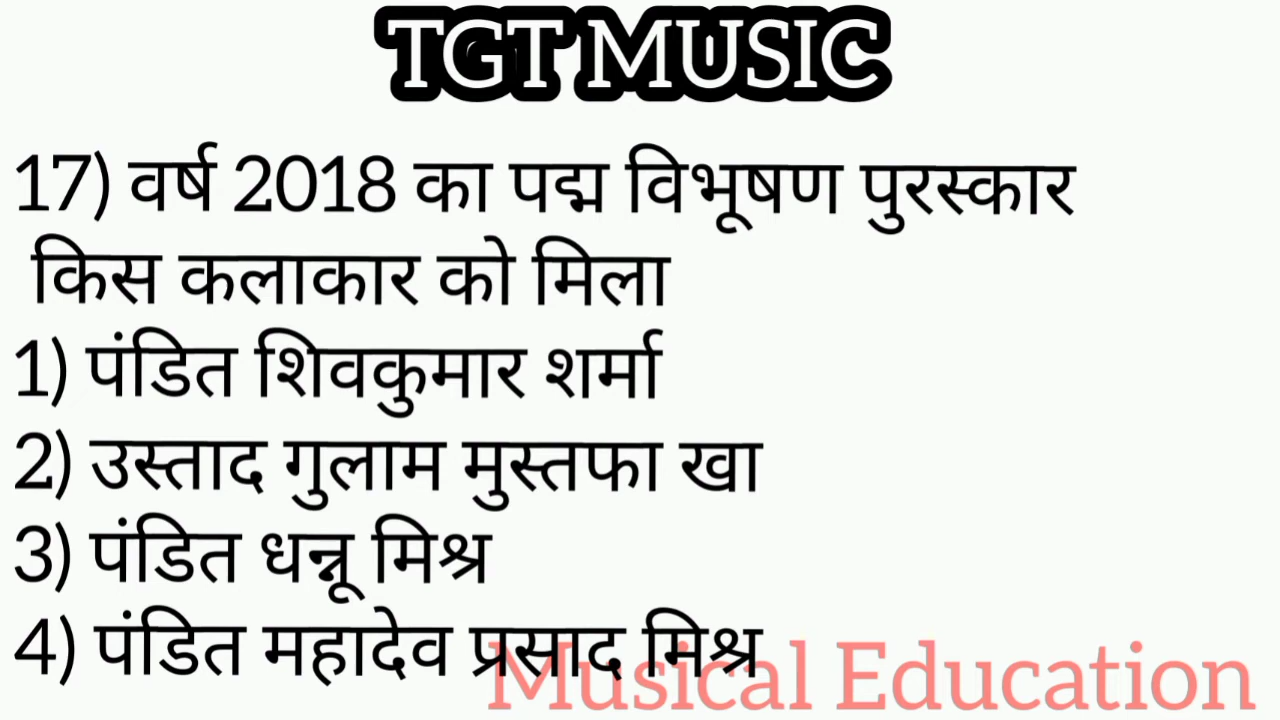 TGT MUSIC
17) वर्ष 2018 का पद्म विभूषण पुरस्कार
किस कलाकार को मिला
1) पंडित शिवकुमार शर्मा
2) उस्ताद गुलाम मुस्तफा खा
3) पंडित धन्नू मिश्र
4) पंडित महादेव प्रसाद मिश्र
Musical Education